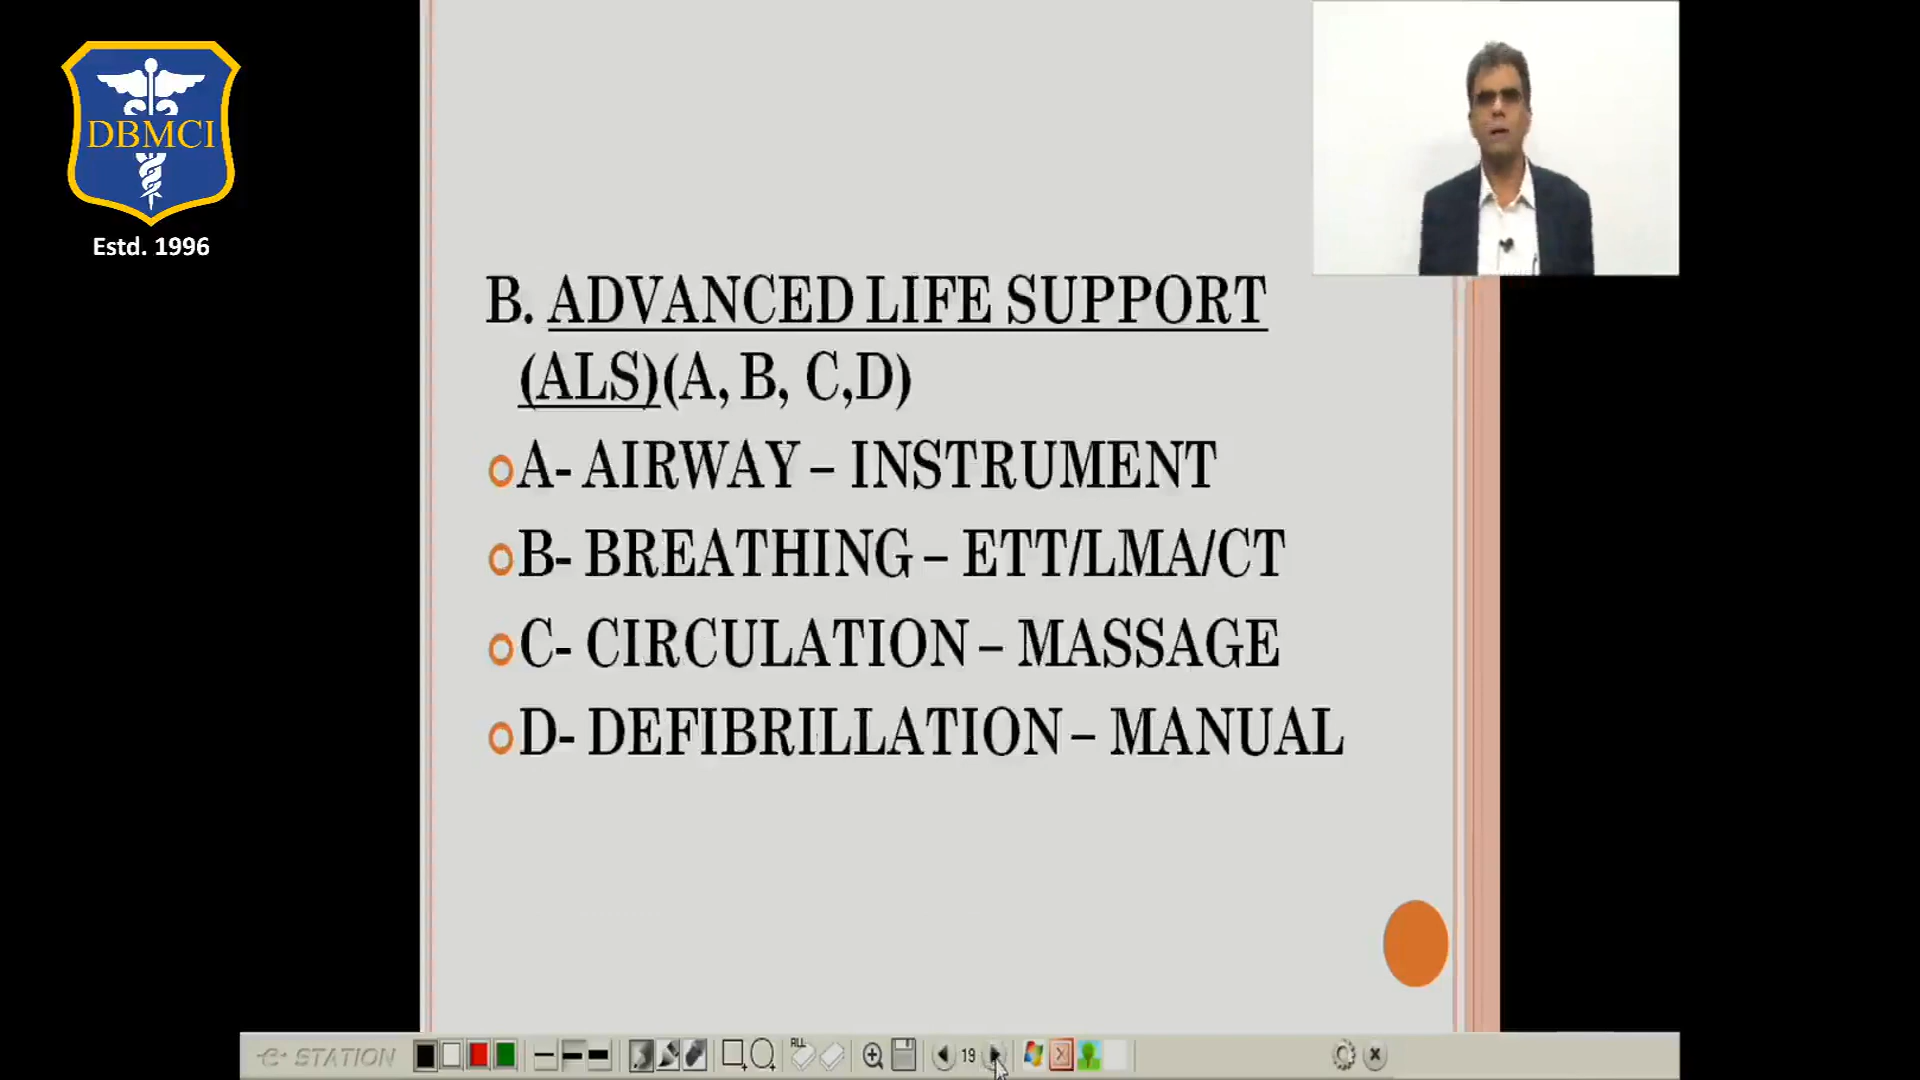 DBMCI
Estd. 1996
B. ADVANCED LIFE SUPPORT
(ALS)(A, B, C,D)
A- AIRWAY – INSTRUMENT
B- BREATHING – ETT/LMA/CT
C- CIRCULATION – MASSAGE
D- DEFIBRILLATION – MANUAL
STATION
ALL
19